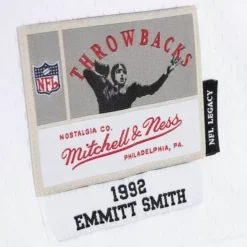 THROWBACKS
NFL
NOSTALGIA CO.
Mitchell & Ness
PHILADELPHIA, PA.
NFL LEGACY
1992
EMMITT SMITH